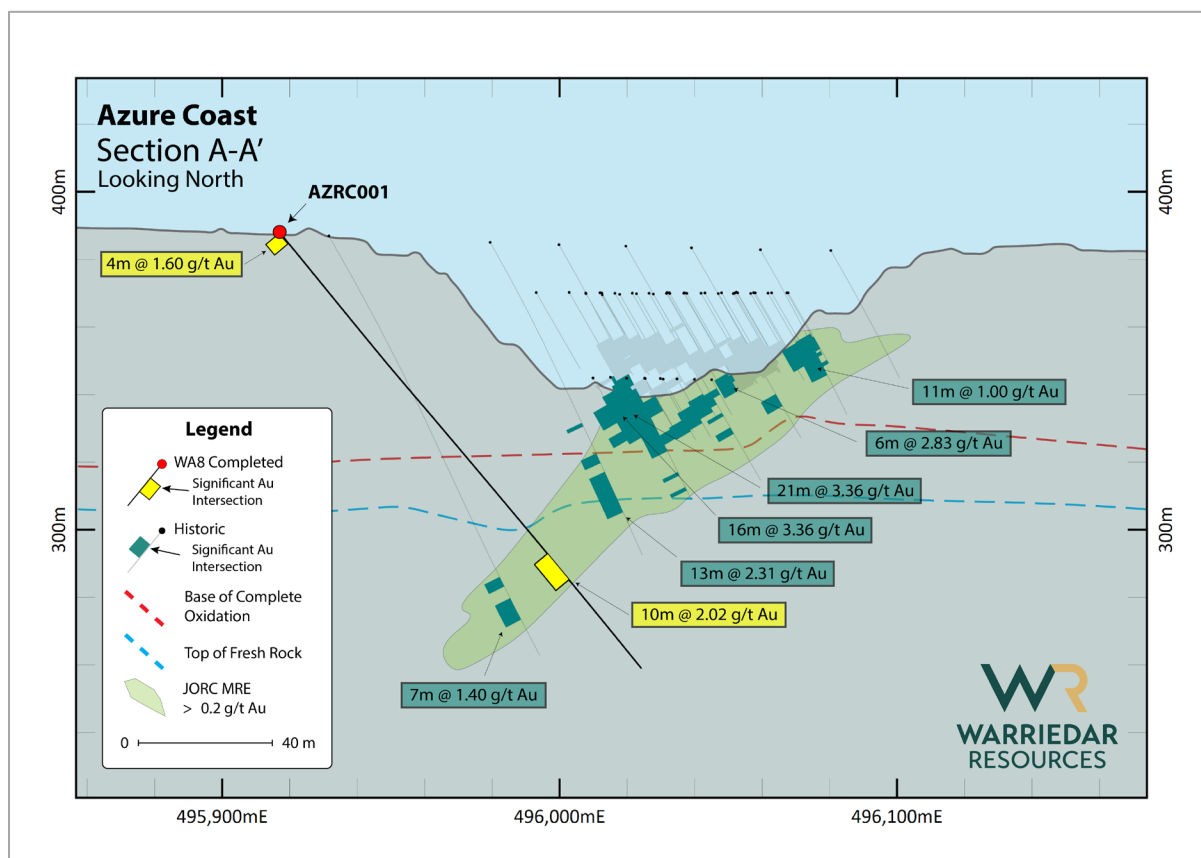 Azure Coast
Section A-A'
Looking North
400m
400m
AZRC001
4m @ 1.60 g/t Au
11m @ 1.00 g/t Au
6m @ 2.83 g/t Au
21m @ 3.36 g/t Au
16m @ 3.36 g/t Au
13m @ 2.31 g/t Au
10m @ 2.02 g/t Au
7m @ 1.40 g/t Au
300m
300m
Legend
WA8 Completed
Significant Au
Intersection
Historic
Significant Au
Intersection
Base of Complete
Oxidation
Top of Fresh Rock
JORC MRE
> 0.2 g/t Au
0 40 m
WR
WARRIEDAR
RESOURCES
495,900mE
496,000mE
496,100mE